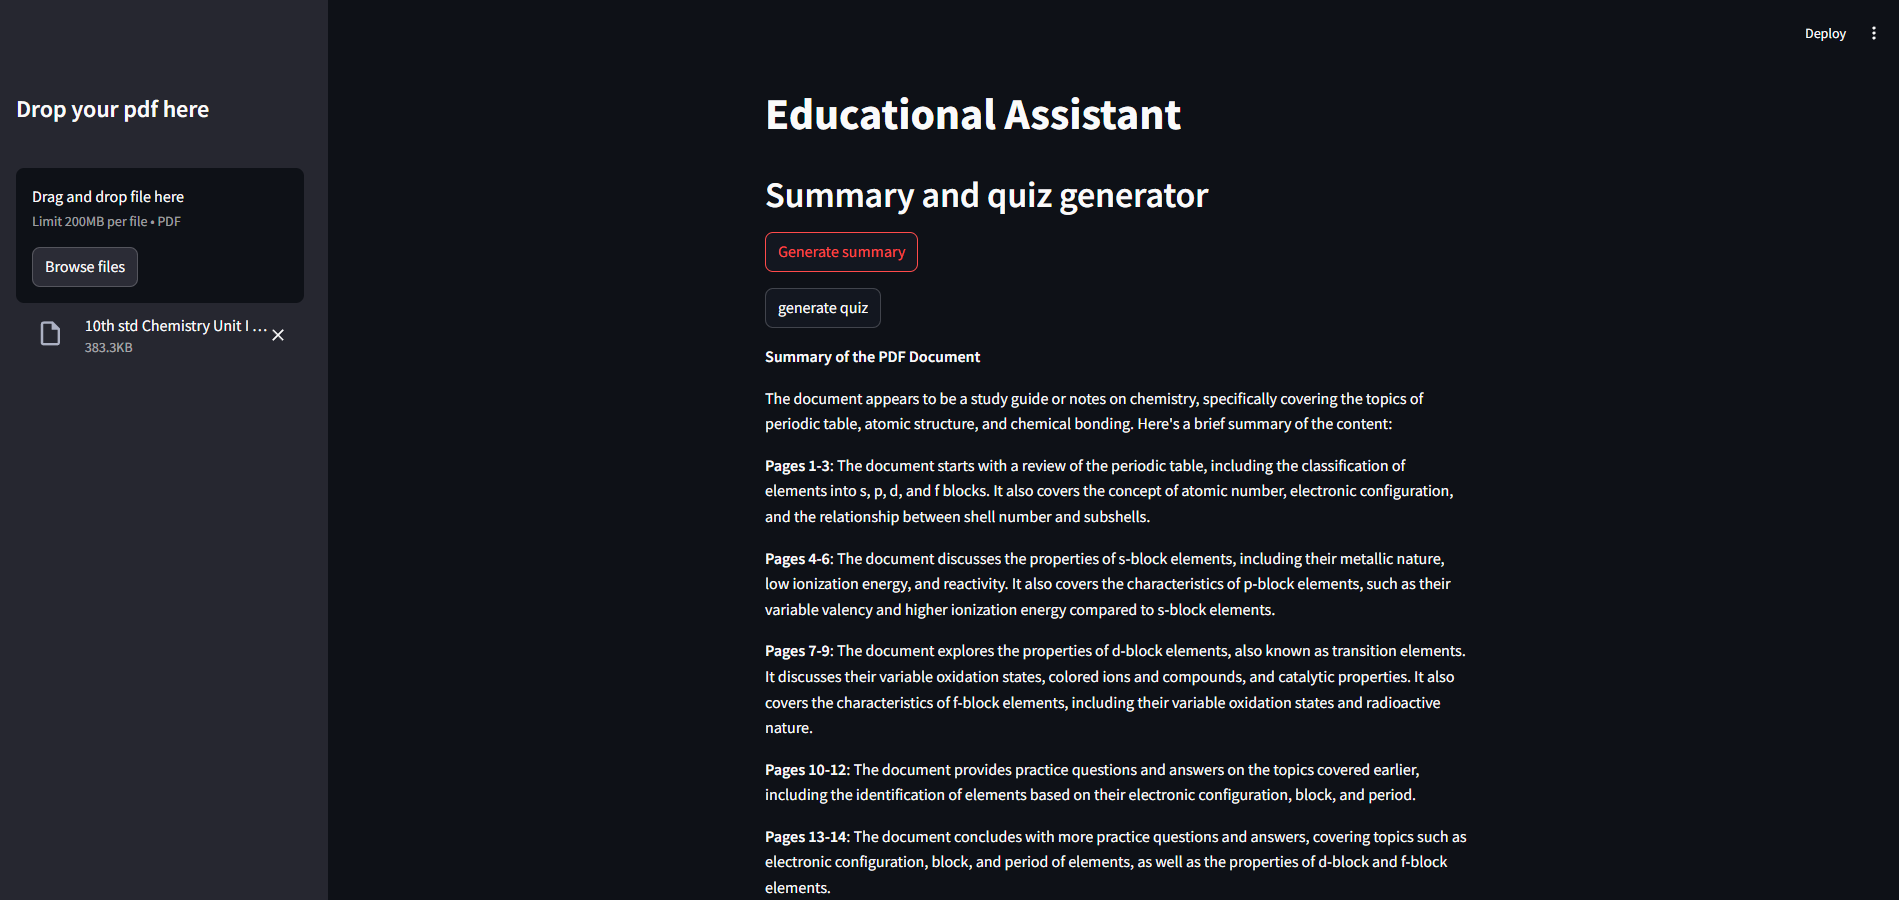 Deploy
Drop your pdf here
Drag and drop file here
Limit 200MB per file • PDF
Browse files
10th std Chemistry Unit I ...
383.3KB
Educational Assistant
Summary and quiz generator
Generate summary
generate quiz
Summary of the PDF Document
The document appears to be a study guide or notes on chemistry, specifically covering the topics of
periodic table, atomic structure, and chemical bonding. Here's a brief summary of the content:
Pages 1-3: The document starts with a review of the periodic table, including the classification of
elements into s, p, d, and f blocks. It also covers the concept of atomic number, electronic configuration,
and the relationship between shell number and subshells.
Pages 4-6: The document discusses the properties of s-block elements, including their metallic nature,
low ionization energy, and reactivity. It also covers the characteristics of p-block elements, such as their
variable valency and higher ionization energy compared to s-block elements.
Pages 7-9: The document explores the properties of d-block elements, also known as transition elements.
It discusses their variable oxidation states, colored ions and compounds, and catalytic properties. It also
covers the characteristics of f-block elements, including their variable oxidation states and radioactive
nature.
Pages 10-12: The document provides practice questions and answers on the topics covered earlier,
including the identification of elements based on their electronic configuration, block, and period.
Pages 13-14: The document concludes with more practice questions and answers, covering topics such as
electronic configuration, block, and period of elements, as well as the properties of d-block and f-block
elements.